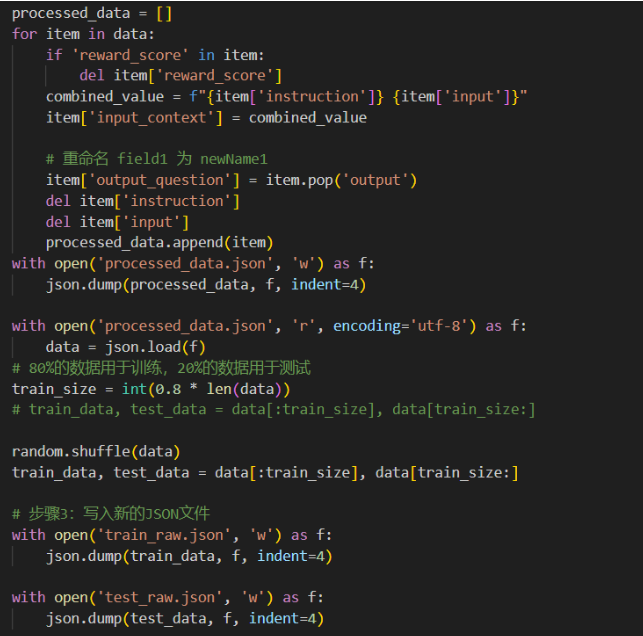 processed_data = []
for item in data:
    if 'reward_score' in item:
        del item['reward_score']
    combined_value = f"{item['instruction']} {item['input']}"
    item['input_context'] = combined_value

    # 重命名 field1 为 newName1
    item['output_question'] = item.pop('output')
    del item['instruction']
    del item['input']
    processed_data.append(item)
with open('processed_data.json', 'w') as f:
    json.dump(processed_data, f, indent=4)

with open('processed_data.json', 'r', encoding='utf-8') as f:
    data = json.load(f)
# 80%的数据用于训练，20%的数据用于测试
train_size = int(0.8 * len(data))
# train_data, test_data = data[:train_size], data[train_size:]

random.shuffle(data)
train_data, test_data = data[:train_size], data[train_size:]

# 步骤3：写入新的JSON文件
with open('train_raw.json', 'w') as f:
    json.dump(train_data, f, indent=4)

with open('test_raw.json', 'w') as f:
    json.dump(test_data, f, indent=4)